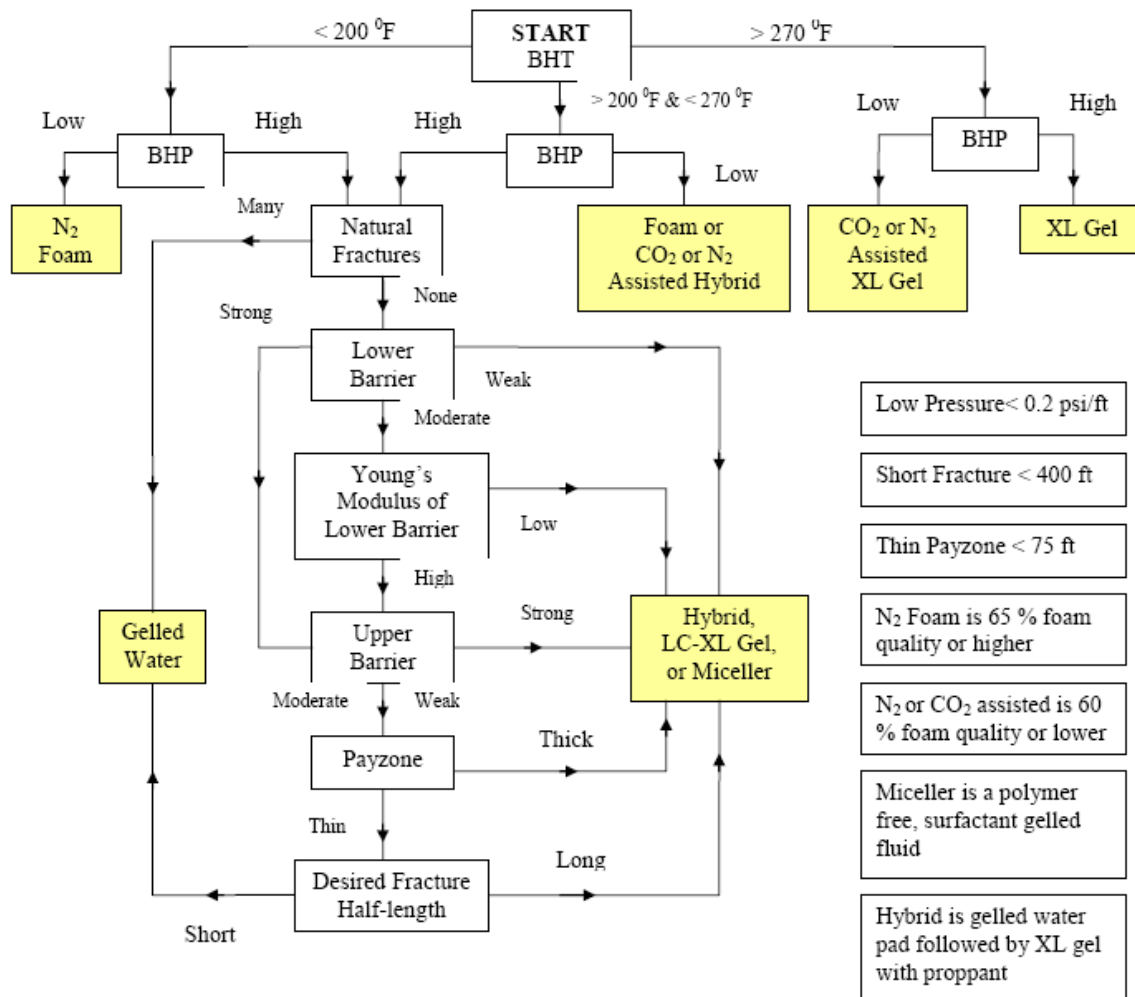 START
BHT
< 200 ⁰F
> 270 ⁰F
> 200 ⁰F & < 270 ⁰F
Low
High
BHP
High
Low
BHP
Low
High
BHP
N₂
Foam
Many
Natural
Fractures
Foam or
CO₂ or N₂
Assisted Hybrid
CO₂ or N₂
Assisted
XL Gel
XL Gel
None
Strong
Lower
Barrier
Weak
Moderate
Young's
Modulus of
Lower Barrier
Low
High
Gelled
Water
Upper
Barrier
Strong
Hybrid,
LC-XL Gel,
or Miceller
Moderate
Weak
Payzone
Thick
Thin
Desired Fracture
Half-length
Long
Short
Low Pressure< 0.2 psi/ft
Short Fracture < 400 ft
Thin Payzone < 75 ft
N₂ Foam is 65 % foam
quality or higher
N₂ or CO₂ assisted is 60
% foam quality or lower
Miceller is a polymer
free, surfactant gelled
fluid
Hybrid is gelled water
pad followed by XL gel
with proppant